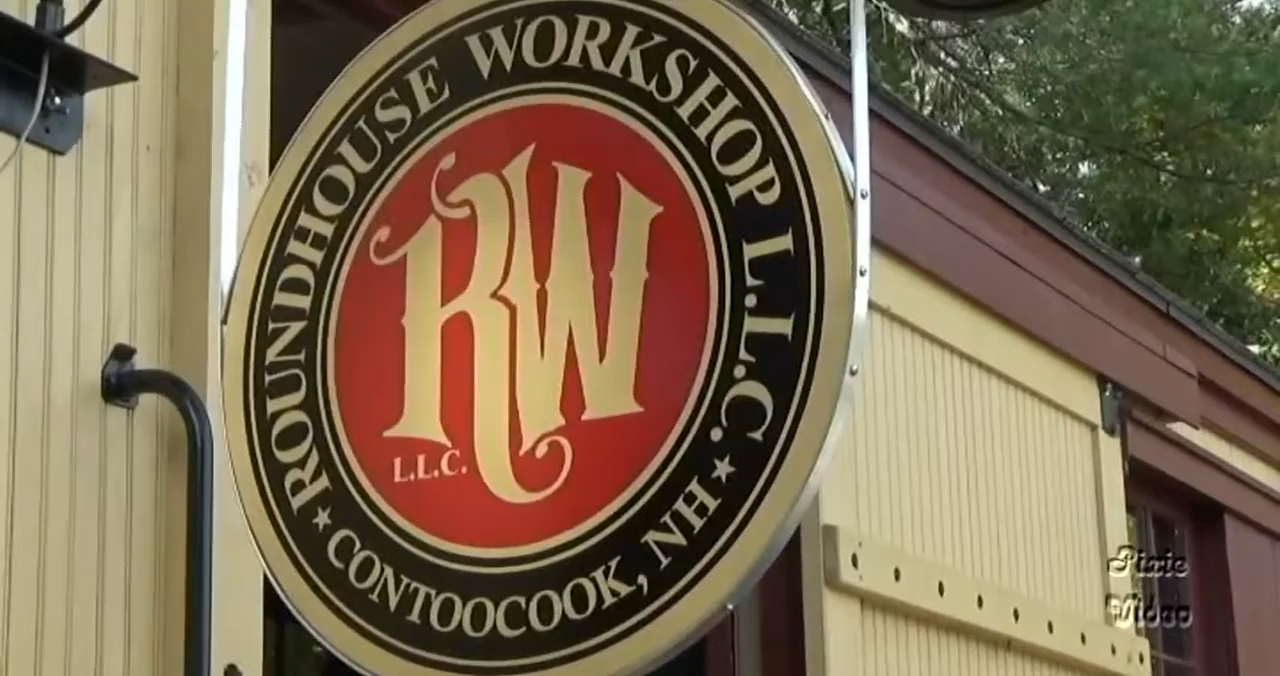 ROUNDHOUSE WORKSHOP L.L.C.
RW
L.L.C.
★ CONTOOCOOK, NH ★
Pixie
Video